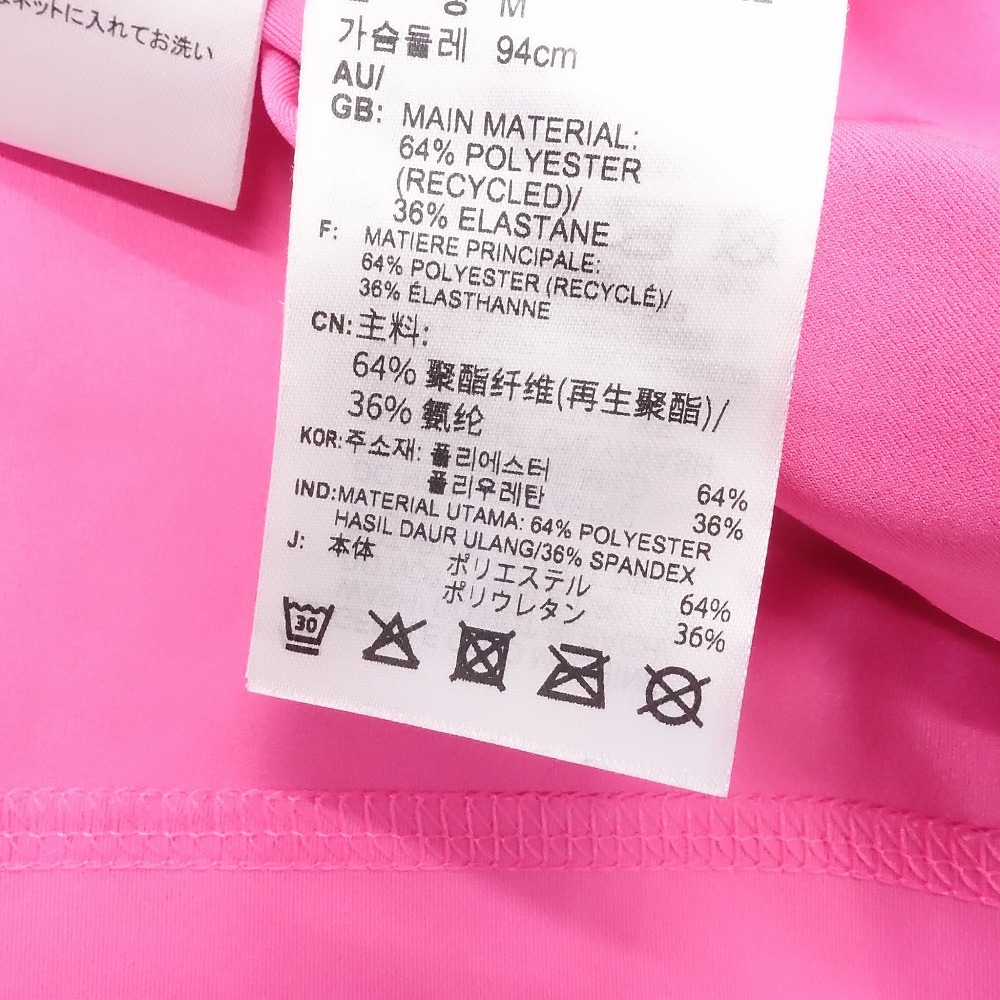 ネットに入れてお洗い
M
가슴둘레 94cm
AU/
GB: MAIN MATERIAL:
64% POLYESTER
(RECYCLED)/
36% ELASTANE
F: MATIERE PRINCIPALE:
64% POLYESTER (RECYCLÉ)/
36% ÉLASTHANNE
CN: 主料:
64% 聚酯纤维(再生聚酯)/
36% 氨纶
KOR: 주소재: 폴리에스터 64%
폴리우레탄 36%
IND: MATERIAL UTAMA: 64% POLYESTER
HASIL DAUR ULANG/36% SPANDEX
J: 本体 ポリエステル 64%
ポリウレタン 36%
30